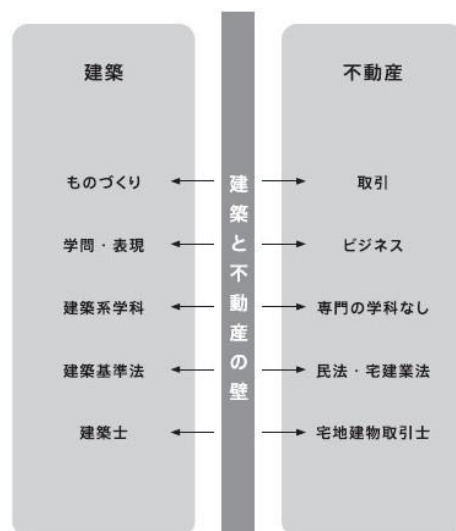 建築
不動産
建築と不動産の壁
ものづくり
取引
学問・表現
ビジネス
建築系学科
専門の学科なし
建築基準法
民法・宅建業法
建築士
宅地建物取引士